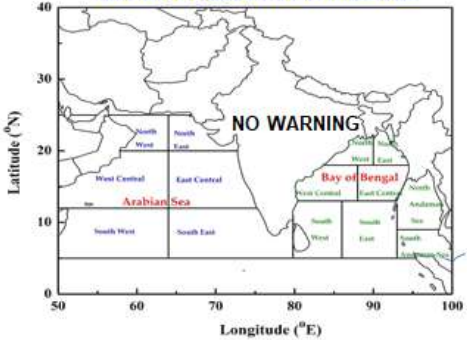 40
30
20
10
0
Latitude (°N)
NO WARNING
North
West
North
East
West Central
East Central
Arabian Sea
South West
South East
North
West
North
East
Bay of Bengal
West Central
East Central
South
West
South
East
North
Andaman
Sea
South
Andaman Sea
50
60
70
80
90
100
Longitude (°E)